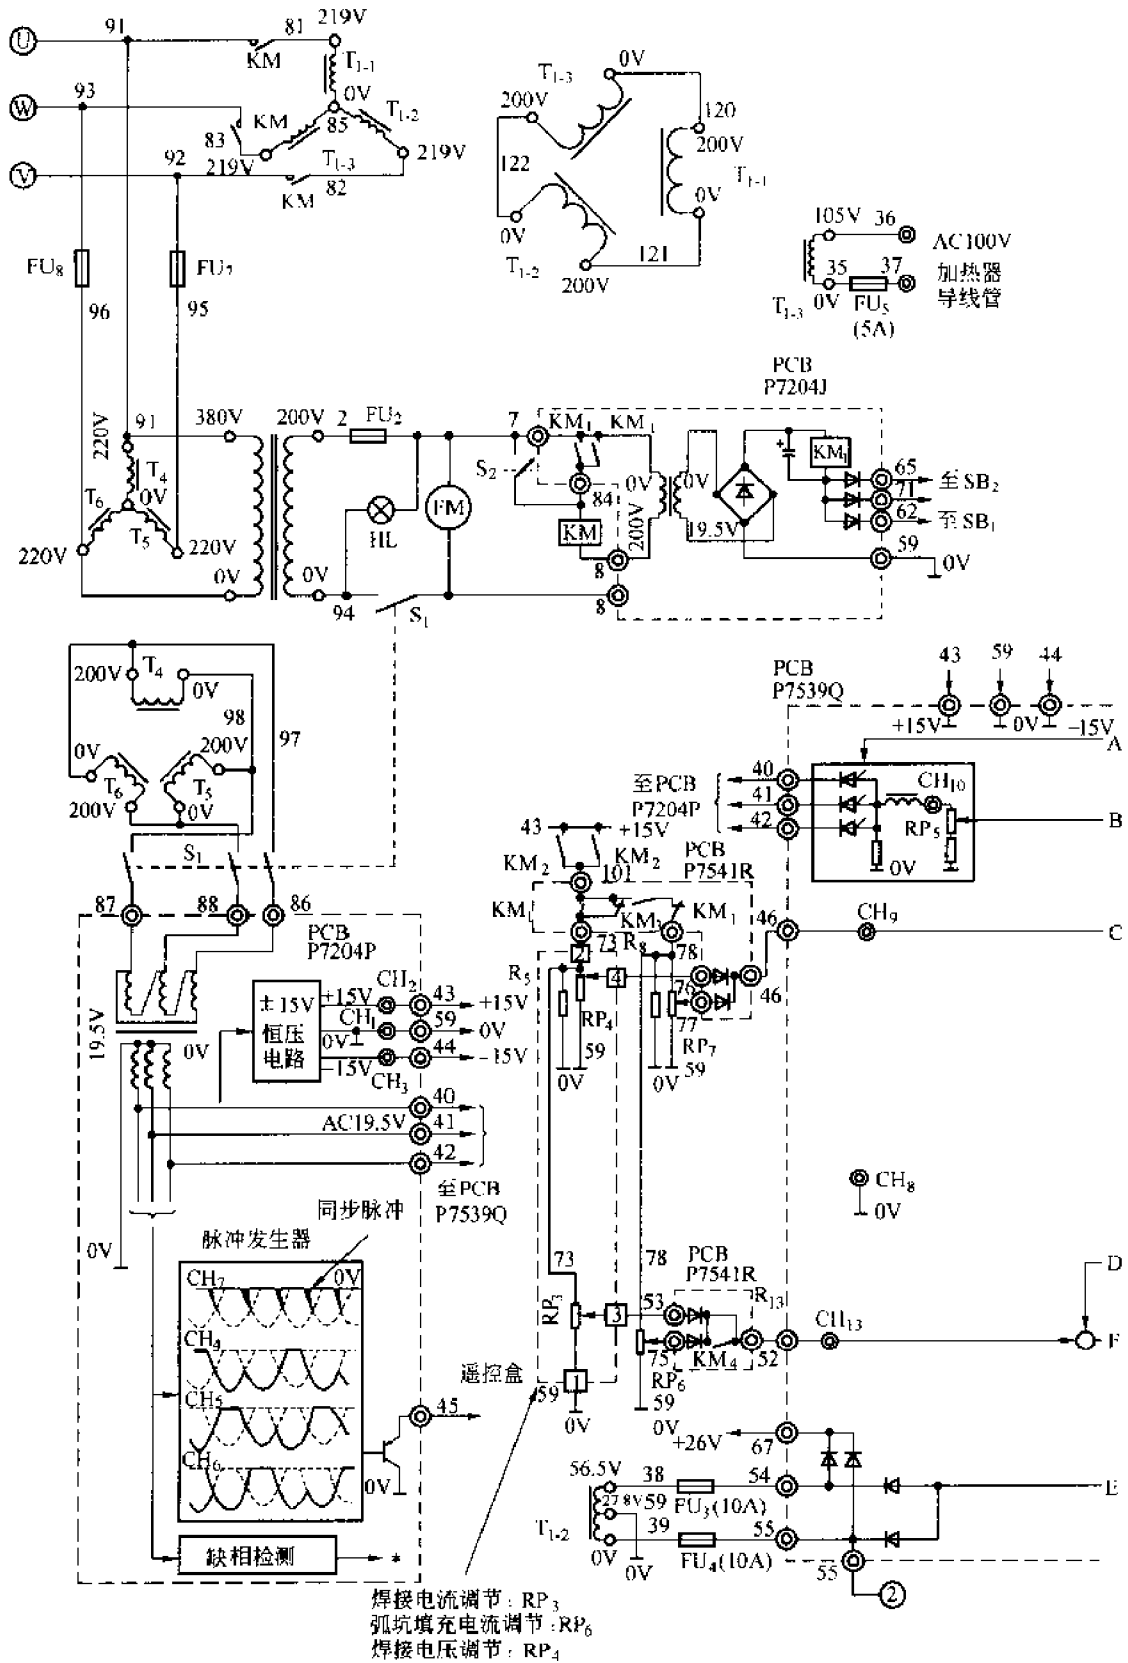 U
91
81
219V
KM
T1-1
W
93
0V
T1-2
83
KM
85
219V
T1-3
219V
V
92
KM
82
T1-3
0V
200V
120
200V
122
T1-1
0V
0V
T1-2
200V
121
105V
36
AC100V
35
37
加热器
导线管
T1-3
0V
FU5
(5A)
FU8
FU7
96
95
PCB
P7204J
220V
91
380V
200V
2
FU2
7
KM1
KM1
T4
0V
T6
T5
220V
220V
0V
0V
94
HL
FM
S1
S2
84
KM
8
8
0V
200V
0V
19.5V
KM1
65
至SB2
71
62
至SB1
59
0V
200V
T4
0V
98
97
0V
200V
T6
T5
200V
0V
S1
87
88
86
PCB
P7204P
19.5V
0V
±15V
恒压
电路
+15V
CH2
43
+15V
0V
CH1
59
0V
-15V
CH3
44
-15V
40
AC19.5V
41
42
至PCB
P7539Q
同步脉冲
脉冲发生器
0V
CH7
0V
CH4
CH5
CH6
0V
45
缺相检测
*
PCB
P7539Q
43
59
44
+15V
0V
-15V
A
至PCB
P7204P
40
41
42
CH10
RP5
0V
B
43
+15V
KM2
KM2
PCB
P7541R
101
KM1
KM1
KM1
73
R8
78
46
CH9
C
2
R5
4
76
46
RP4
77
RP7
59
59
0V
0V
CH8
0V
73
78
PCB
P7541R
R13
D
RP3
3
53
CH13
F
75
KM4
52
RP6
遥控盒
59
1
59
0V
0V
+26V
67
56.5V
38
54
E
27.8V
59
FU3(10A)
T1-2
39
55
0V
0V
FU4(10A)
55
2
焊接电流调节：RP3
弧坑填充电流调节：RP6
焊接电压调节：RP4